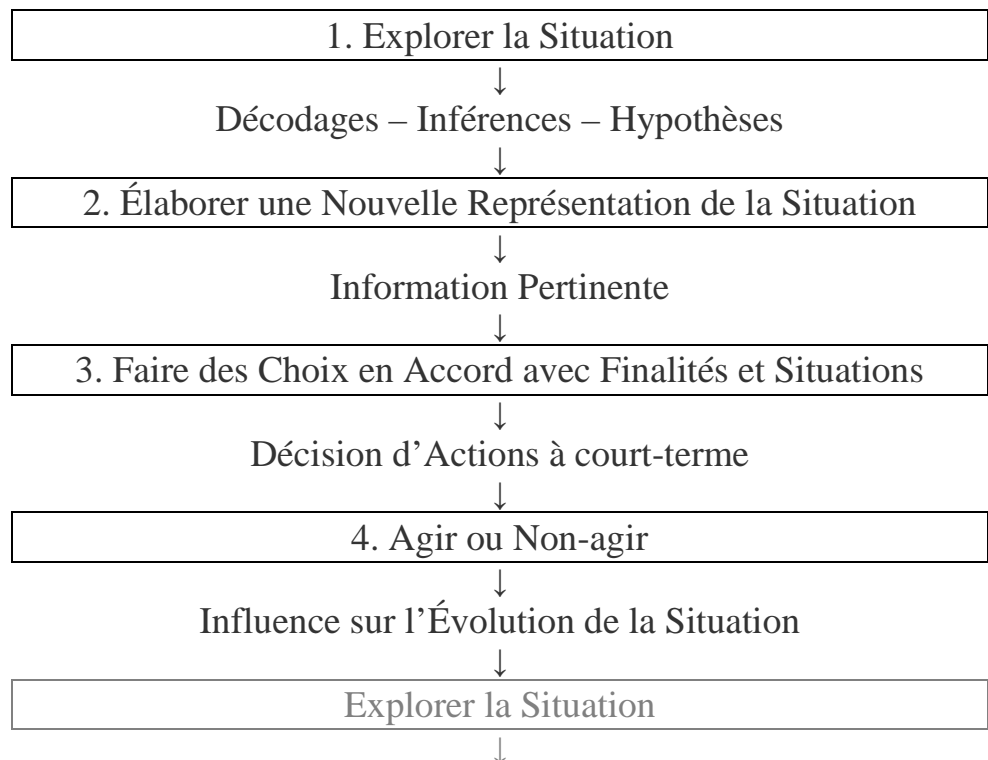 1. Explorer la Situation
↓
Décodages – Inférences – Hypothèses
↓
2. Élaborer une Nouvelle Représentation de la Situation
↓
Information Pertinente
↓
3. Faire des Choix en Accord avec Finalités et Situations
↓
Décision d’Actions à court-terme
↓
4. Agir ou Non-agir
↓
Influence sur l’Évolution de la Situation
↓
Explorer la Situation
↓